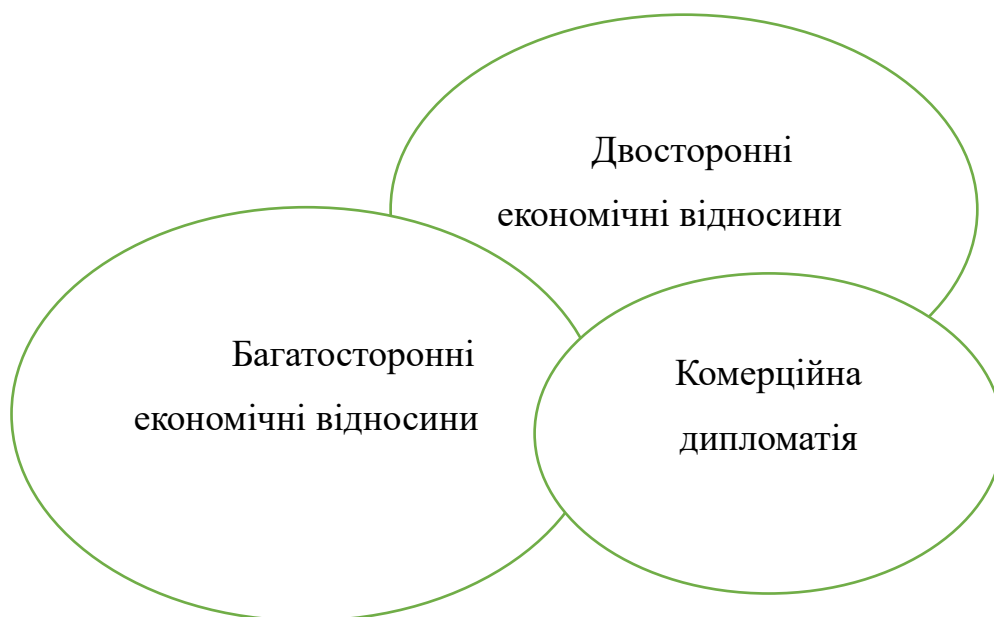 Двосторонні
економічні відносини
Багатосторонні
економічні відносини
Комерційна
дипломатія